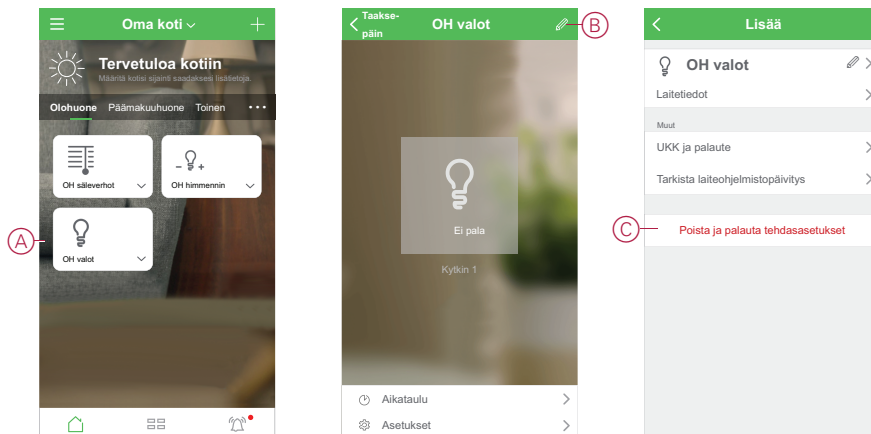 Oma koti
Tervetuloa kotiin
Määritä kotisi sijainti saadaksesi lisätietoja.
Olohuone Päämakuuhuone Toinen
OH säleverhot
OH himmennin
A
OH valot
Taakse-
päin
OH valot
B
Ei pala
Kytkin 1
Aikataulu
Asetukset
Lisää
OH valot
Laitetiedot
Muut
UKK ja palaute
Tarkista laiteohjelmistopäivitys
C
Poista ja palauta tehdasasetukset